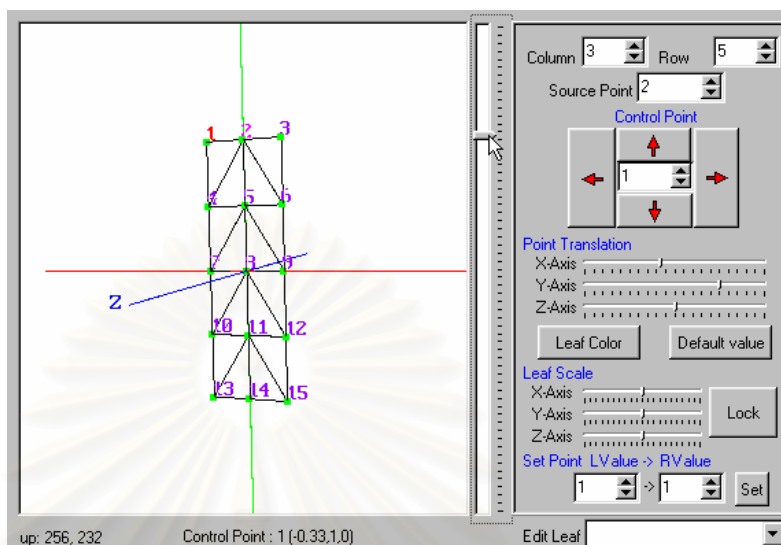 1 2 3
4 5 6
7 8 9
Z
10 11 12
13 14 15
up: 256, 232 Control Point : 1 (-0.33,1,0)
Column 3 Row 5
Source Point 2
Control Point
1
Point Translation
X-Axis
Y-Axis
Z-Axis
Leaf Color Default value
Leaf Scale
X-Axis
Y-Axis
Z-Axis
Lock
Set Point LValue -> RValue
1 -> 1 Set
Edit Leaf